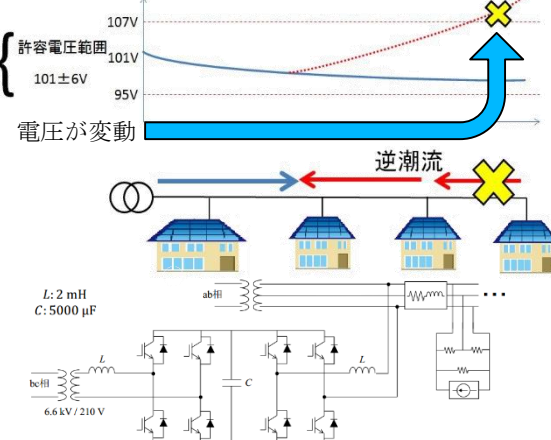 107V
許容電圧範囲
101V
101±6V
95V
電圧が変動
逆潮流
L: 2 mH
C: 5000 μF
ab相
L
L
bc相
C
6.6 kV / 210 V